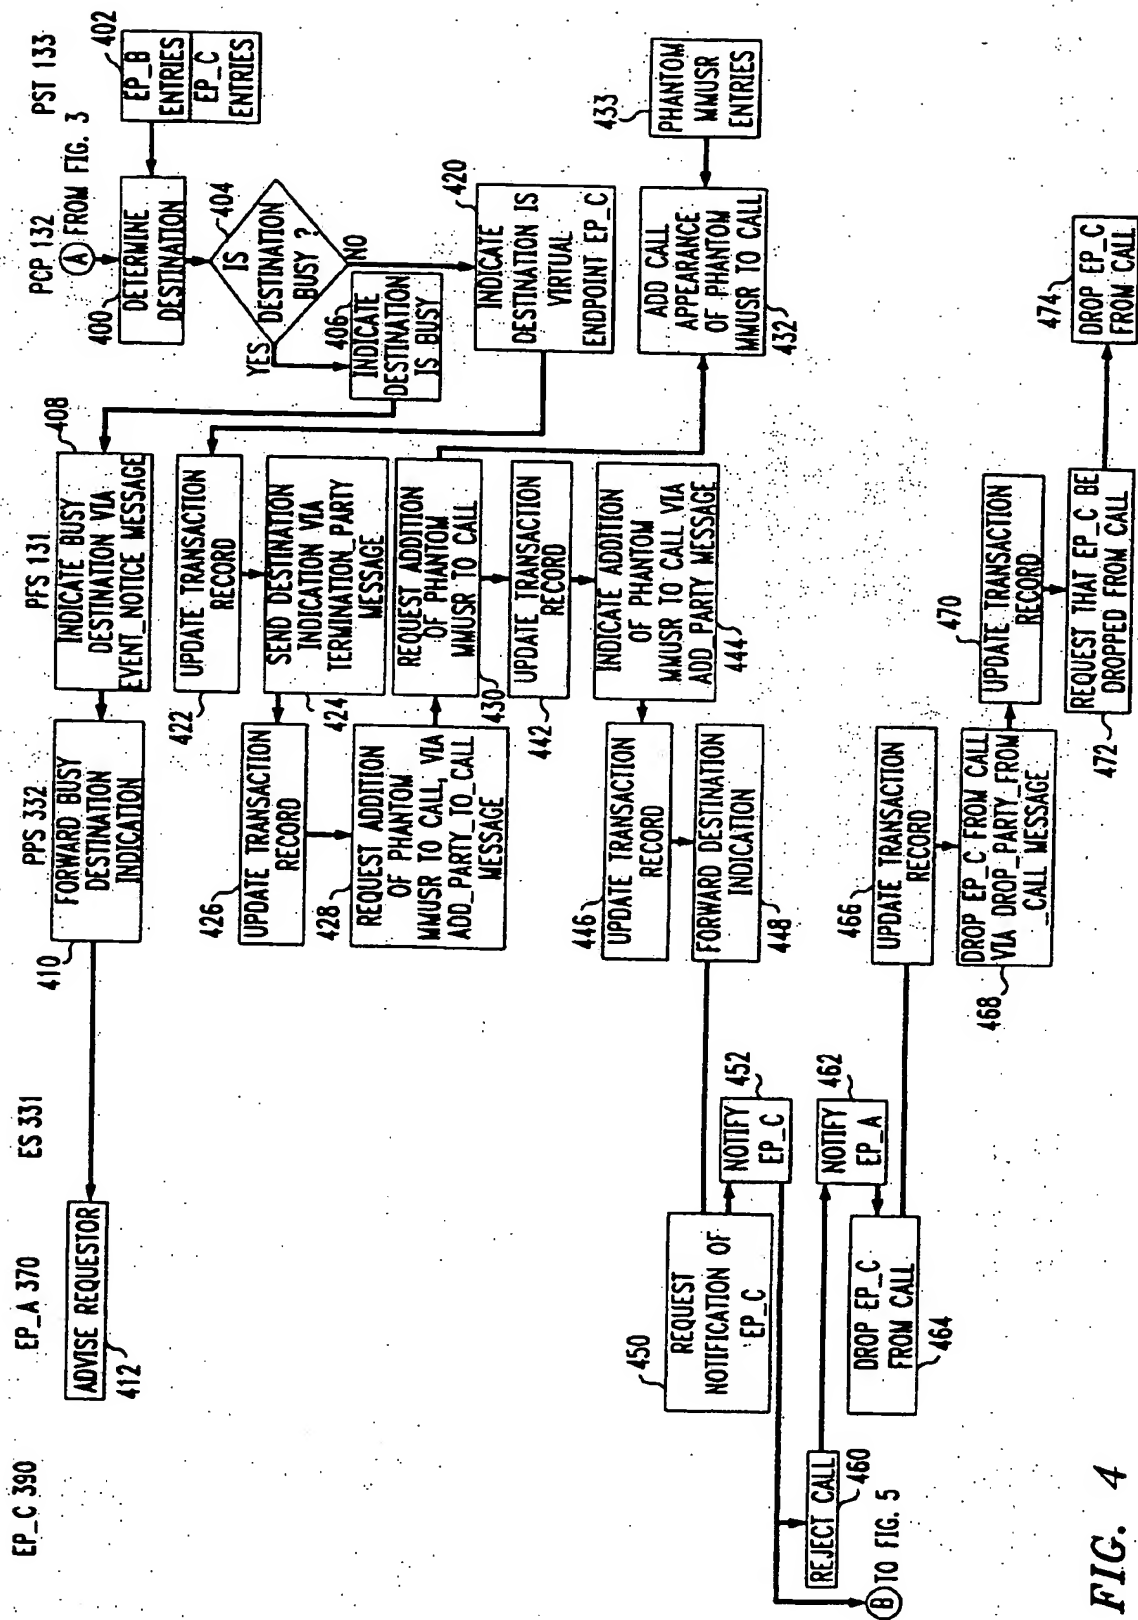 EP_C 390
EP_A 370
ES 331
PPS 332
PFS 131
PCP 132
PST 133
A FROM FIG. 3
400
DETERMINE
DESTINATION
402
EP_B
ENTRIES
EP_C
ENTRIES
404
IS
DESTINATION
BUSY ?
YES
NO
406
INDICATE
DESTINATION
IS BUSY
408
INDICATE BUSY
DESTINATION VIA
EVENT_NOTICE MESSAGE
410
FORWARD BUSY
DESTINATION
INDICATION
412
ADVISE REQUESTOR
420
INDICATE
DESTINATION IS
VIRTUAL
ENDPOINT EP_C
422
UPDATE TRANSACTION
RECORD
424
SEND DESTINATION
INDICATION VIA
TERMINATION_PARTY
MESSAGE
426
UPDATE TRANSACTION
RECORD
428
REQUEST ADDITION
OF PHANTOM
MMUSR TO CALL, VIA
ADD_PARTY_TO_CALL
MESSAGE
430
REQUEST ADDITION
OF PHANTOM
MMUSR TO CALL
432
ADD CALL
APPEARANCE
OF PHANTOM
MMUSR TO CALL
433
PHANTOM
MMUSR
ENTRIES
442
UPDATE TRANSACTION
RECORD
444
INDICATE ADDITION
OF PHANTOM
MMUSR TO CALL VIA
ADD_PARTY MESSAGE
446
UPDATE TRANSACTION
RECORD
448
FORWARD DESTINATION
INDICATION
450
REQUEST
NOTIFICATION OF
EP_C
452
NOTIFY
EP_C
460
REJECT CALL
B TO FIG. 5
462
NOTIFY
EP_A
464
DROP EP_C
FROM CALL
466
UPDATE TRANSACTION
RECORD
468
DROP EP_C FROM CALL
VIA DROP_PARTY_FROM
_CALL MESSAGE
470
UPDATE TRANSACTION
RECORD
472
REQUEST THAT EP_C BE
DROPPED FROM CALL
474
DROP EP_C
FROM CALL
FIG. 4